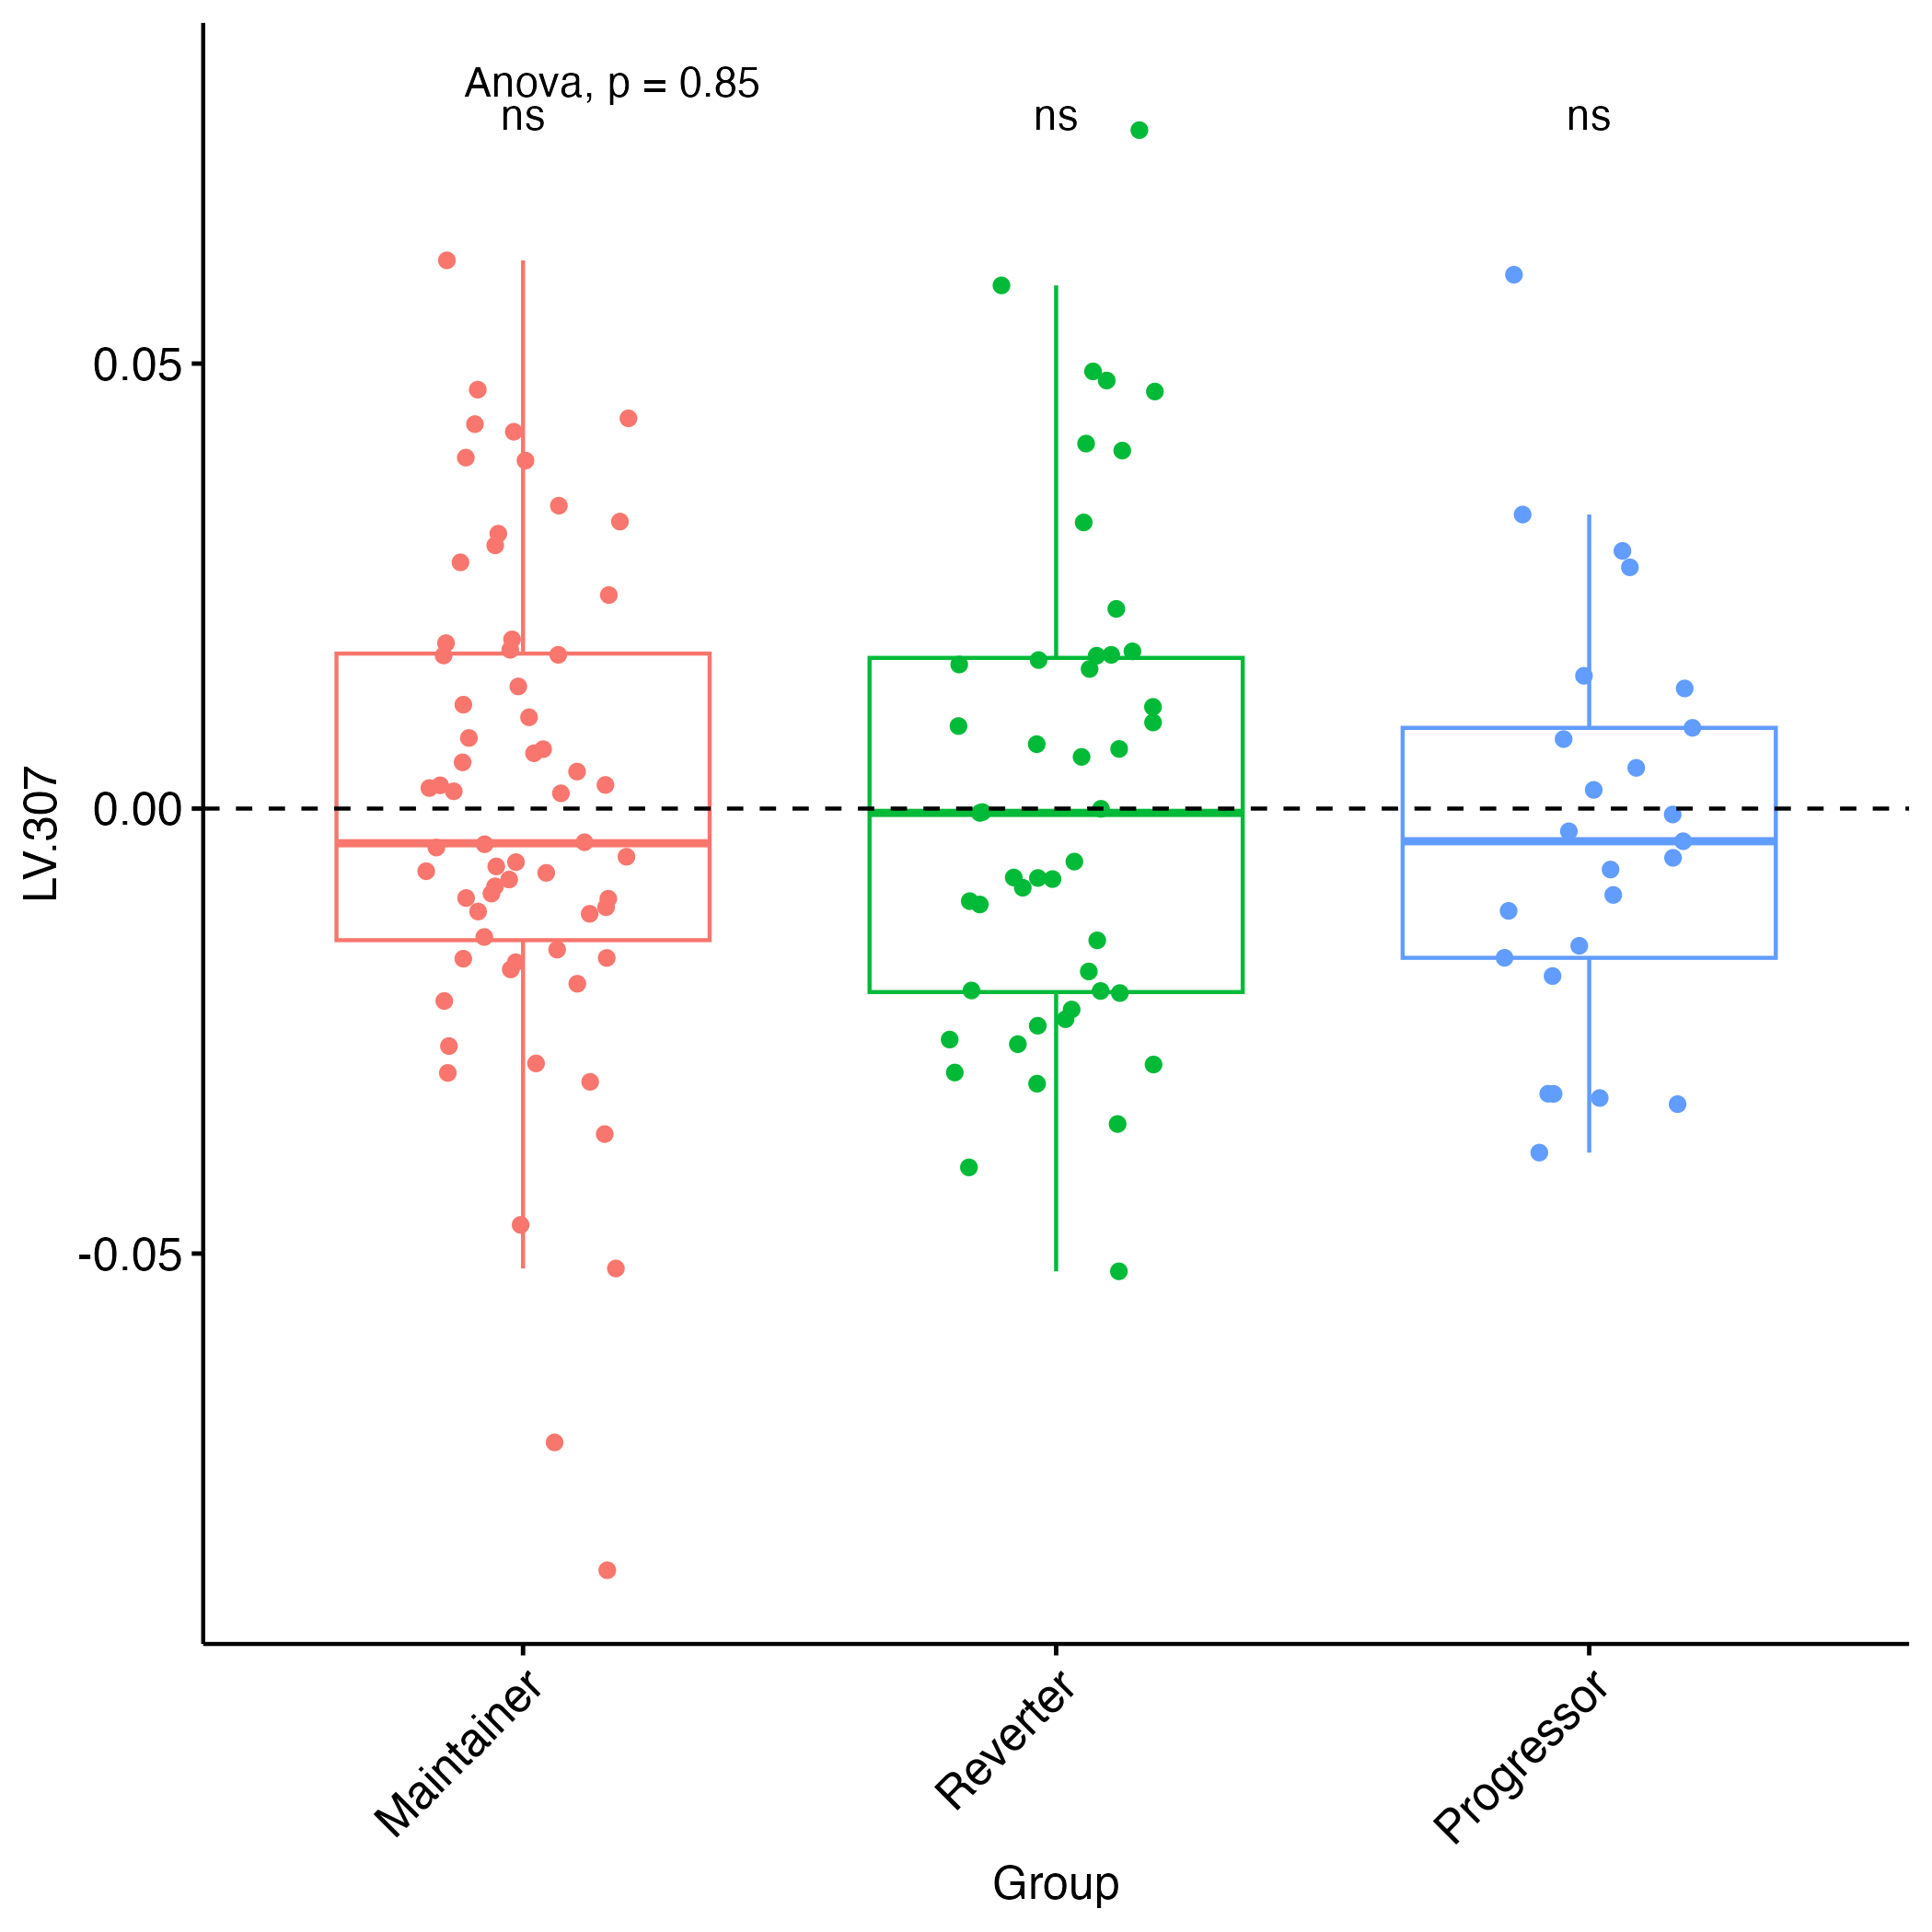 Anova, p = 0.85
ns
ns
ns
0.05
0.00
-0.05
LV.307
Maintainer
Reverter
Progressor
Group